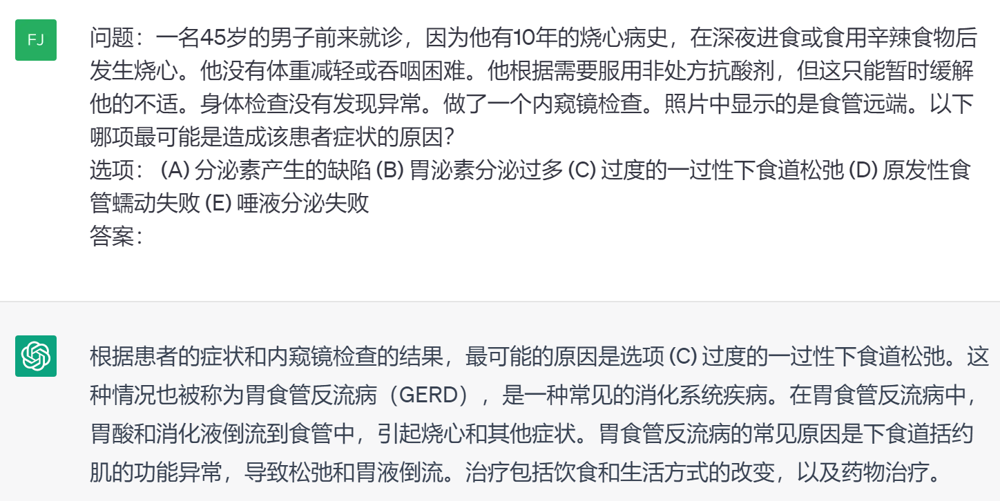 FJ
问题：一名45岁的男子前来就诊，因为他有10年的烧心病史，在深夜进食或食用辛辣食物后
发生烧心。他没有体重减轻或吞咽困难。他根据需要服用非处方抗酸剂，但这只能暂时缓解
他的不适。身体检查没有发现异常。做了一个内窥镜检查。照片中显示的是食管远端。以下
哪项最可能是造成该患者症状的原因？
选项： (A) 分泌素产生的缺陷 (B) 胃泌素分泌过多 (C) 过度的一过性下食道松弛 (D) 原发性食
管蠕动失败 (E) 唾液分泌失败
答案：
根据患者的症状和内窥镜检查的结果，最可能的原因是选项 (C) 过度的一过性下食道松弛。这
种情况也被称为胃食管反流病（GERD），是一种常见的消化系统疾病。在胃食管反流病中，
胃酸和消化液倒流到食管中，引起烧心和其他症状。胃食管反流病的常见原因是下食道括约
肌的功能异常，导致松弛和胃液倒流。治疗包括饮食和生活方式的改变，以及药物治疗。